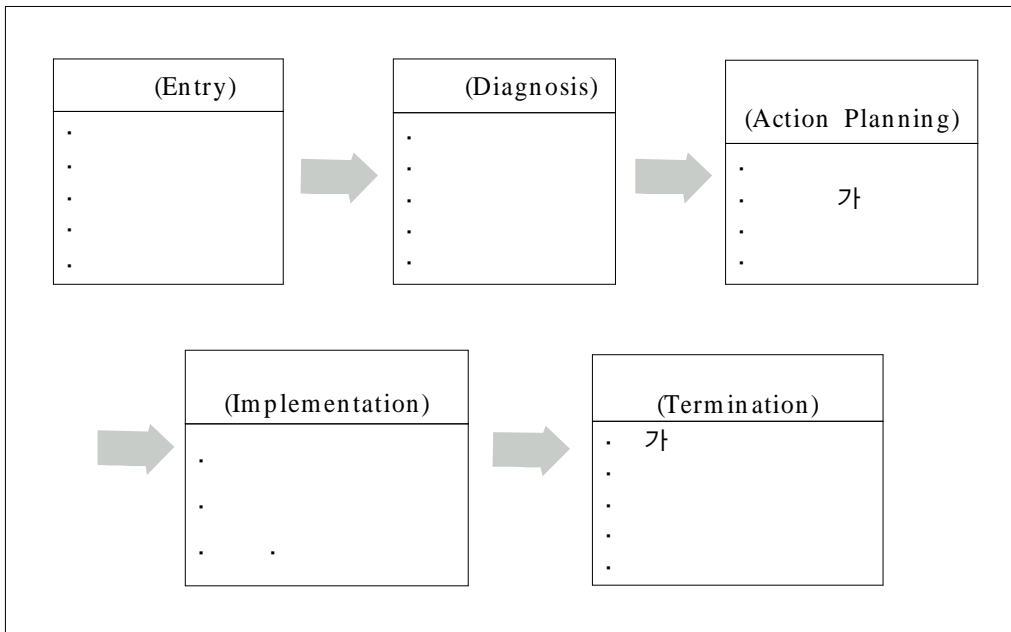 (Entry)
·
·
·
·
·
(Diagnosis)
·
·
·
·
·
(Action Planning)
·
· 가
·
·
(Implementation)
·
·
· ·
(Termination)
· 가
·
·
·
·